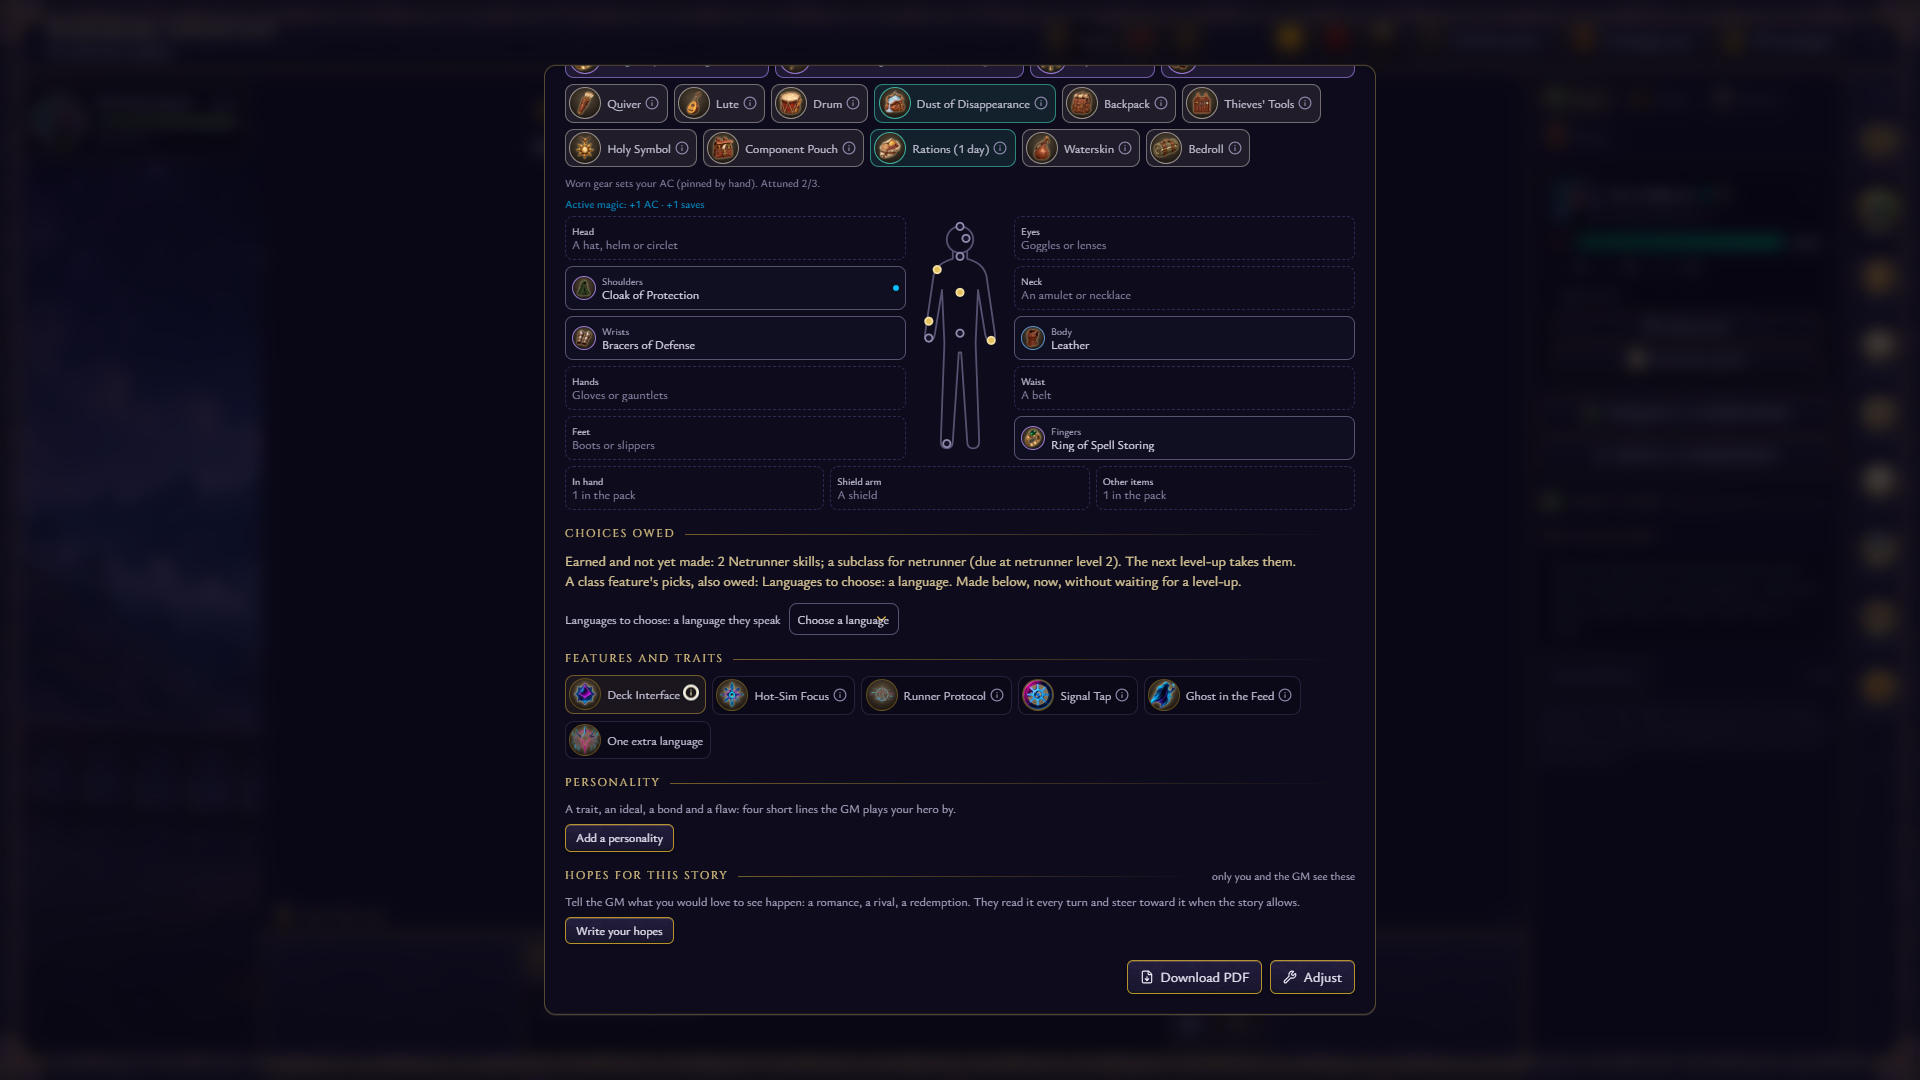 Quiver
Lute
Drum
Dust of Disappearance
Backpack
Thieves' Tools
Holy Symbol
Component Pouch
Rations (1 day)
Waterskin
Bedroll
Worn gear sets your AC (pinned by hand). Attuned 2/3.
Active magic: +1 AC · +1 saves
Head
A hat, helm or circlet
Eyes
Goggles or lenses
Shoulders
Cloak of Protection
Neck
An amulet or necklace
Wrists
Bracers of Defense
Body
Leather
Hands
Gloves or gauntlets
Waist
A belt
Feet
Boots or slippers
Fingers
Ring of Spell Storing
In hand
1 in the pack
Shield arm
A shield
Other items
1 in the pack
CHOICES OWED
Earned and not yet made: 2 Netrunner skills; a subclass for netrunner (due at netrunner level 2). The next level-up takes them.
A class feature's picks, also owed: Languages to choose: a language. Made below, now, without waiting for a level-up.
Languages to choose: a language they speak
Choose a language
FEATURES AND TRAITS
Deck Interface
Hot-Sim Focus
Runner Protocol
Signal Tap
Ghost in the Feed
One extra language
PERSONALITY
A trait, an ideal, a bond and a flaw: four short lines the GM plays your hero by.
Add a personality
HOPES FOR THIS STORY
only you and the GM see these
Tell the GM what you would love to see happen: a romance, a rival, a redemption. They read it every turn and steer toward it when the story allows.
Write your hopes
Download PDF
Adjust